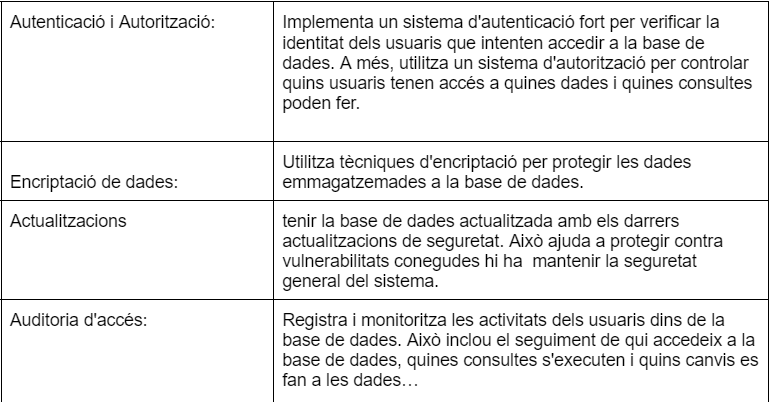 Autenticació i Autorització:
Implementa un sistema d'autenticació fort per verificar la
identitat dels usuaris que intenten accedir a la base de
dades. A més, utilitza un sistema d'autorització per controlar
quins usuaris tenen accés a quines dades i quines consultes
poden fer.
Encriptació de dades:
Utilitza tècniques d'encriptació per protegir les dades
emmagatzemades a la base de dades.
Actualitzacions
tenir la base de dades actualitzada amb els darrers
actualitzacions de seguretat. Això ajuda a protegir contra
vulnerabilitats conegudes hi ha  mantenir la seguretat
general del sistema.
Auditoria d'accés:
Registra i monitoritza les activitats dels usuaris dins de la
base de dades. Això inclou el seguiment de qui accedeix a la
base de dades, quines consultes s'executen i quins canvis es
fan a les dades…